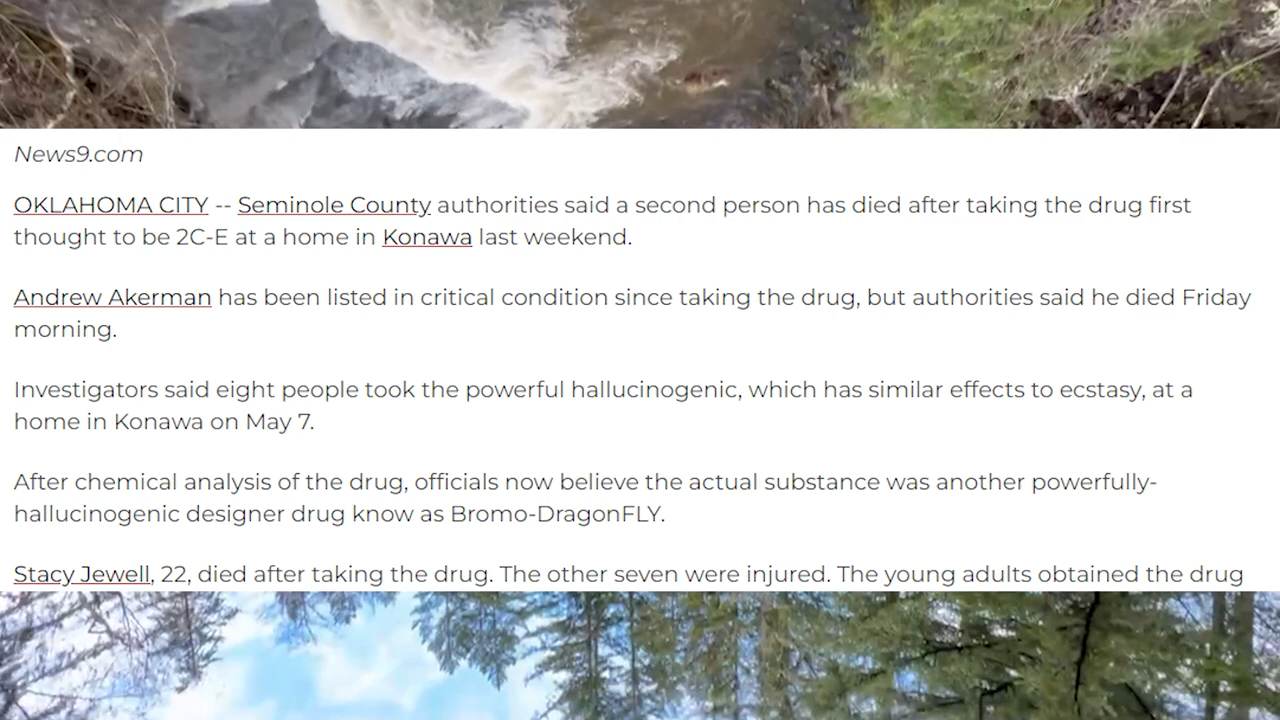 News9.com
OKLAHOMA CITY -- Seminole County authorities said a second person has died after taking the drug first
thought to be 2C-E at a home in Konawa last weekend.
Andrew Akerman has been listed in critical condition since taking the drug, but authorities said he died Friday
morning.
Investigators said eight people took the powerful hallucinogenic, which has similar effects to ecstasy, at a
home in Konawa on May 7.
After chemical analysis of the drug, officials now believe the actual substance was another powerfully-
hallucinogenic designer drug know as Bromo-DragonFLY.
Stacy Jewell, 22, died after taking the drug. The other seven were injured. The young adults obtained the drug